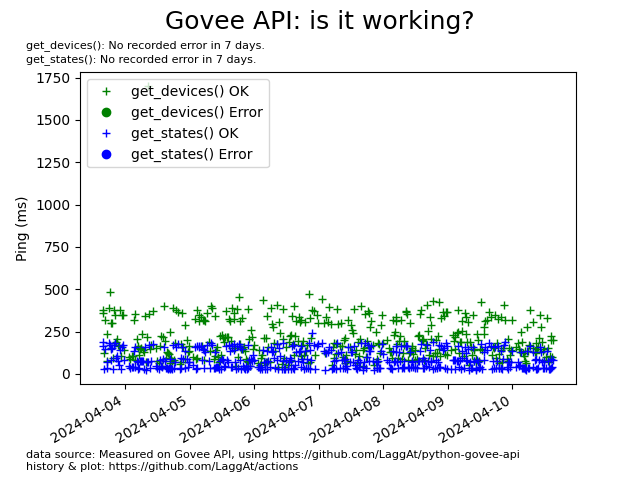 Govee API: is it working?
get_devices(): No recorded error in 7 days.
get_states(): No recorded error in 7 days.
1750
1500
1250
1000
750
500
250
0
Ping (ms)
get_devices() OK
get_devices() Error
get_states() OK
get_states() Error
2024-04-04
2024-04-05
2024-04-06
2024-04-07
2024-04-08
2024-04-09
2024-04-10
data source: Measured on Govee API, using https://github.com/LaggAt/python-govee-api
history & plot: https://github.com/LaggAt/actions